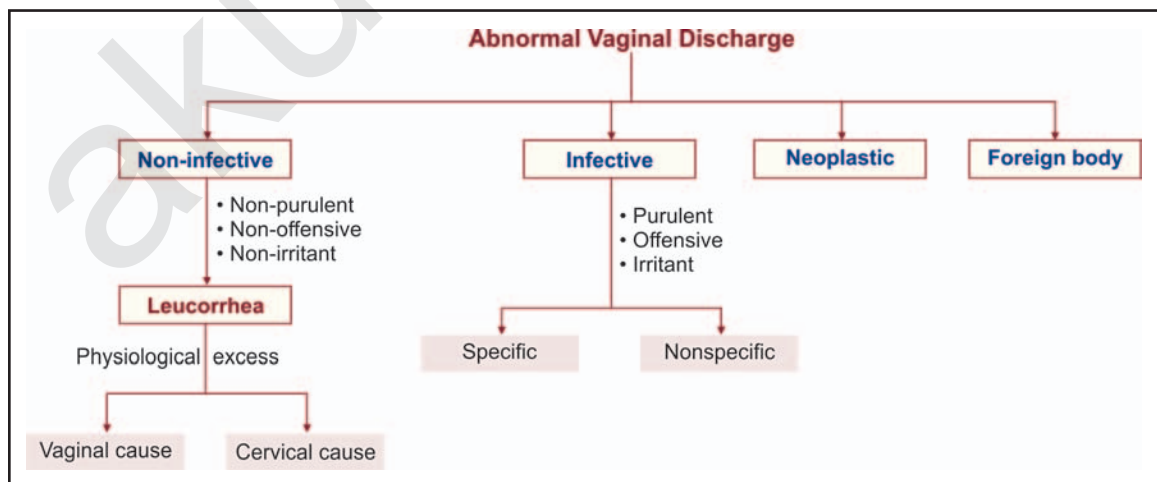 Abnormal Vaginal Discharge
Non-infective
Infective
Neoplastic
Foreign body
• Non-purulent
• Non-offensive
• Non-irritant
• Purulent
• Offensive
• Irritant
Leucorrhea
Specific
Nonspecific
Physiological excess
Vaginal cause
Cervical cause
aku